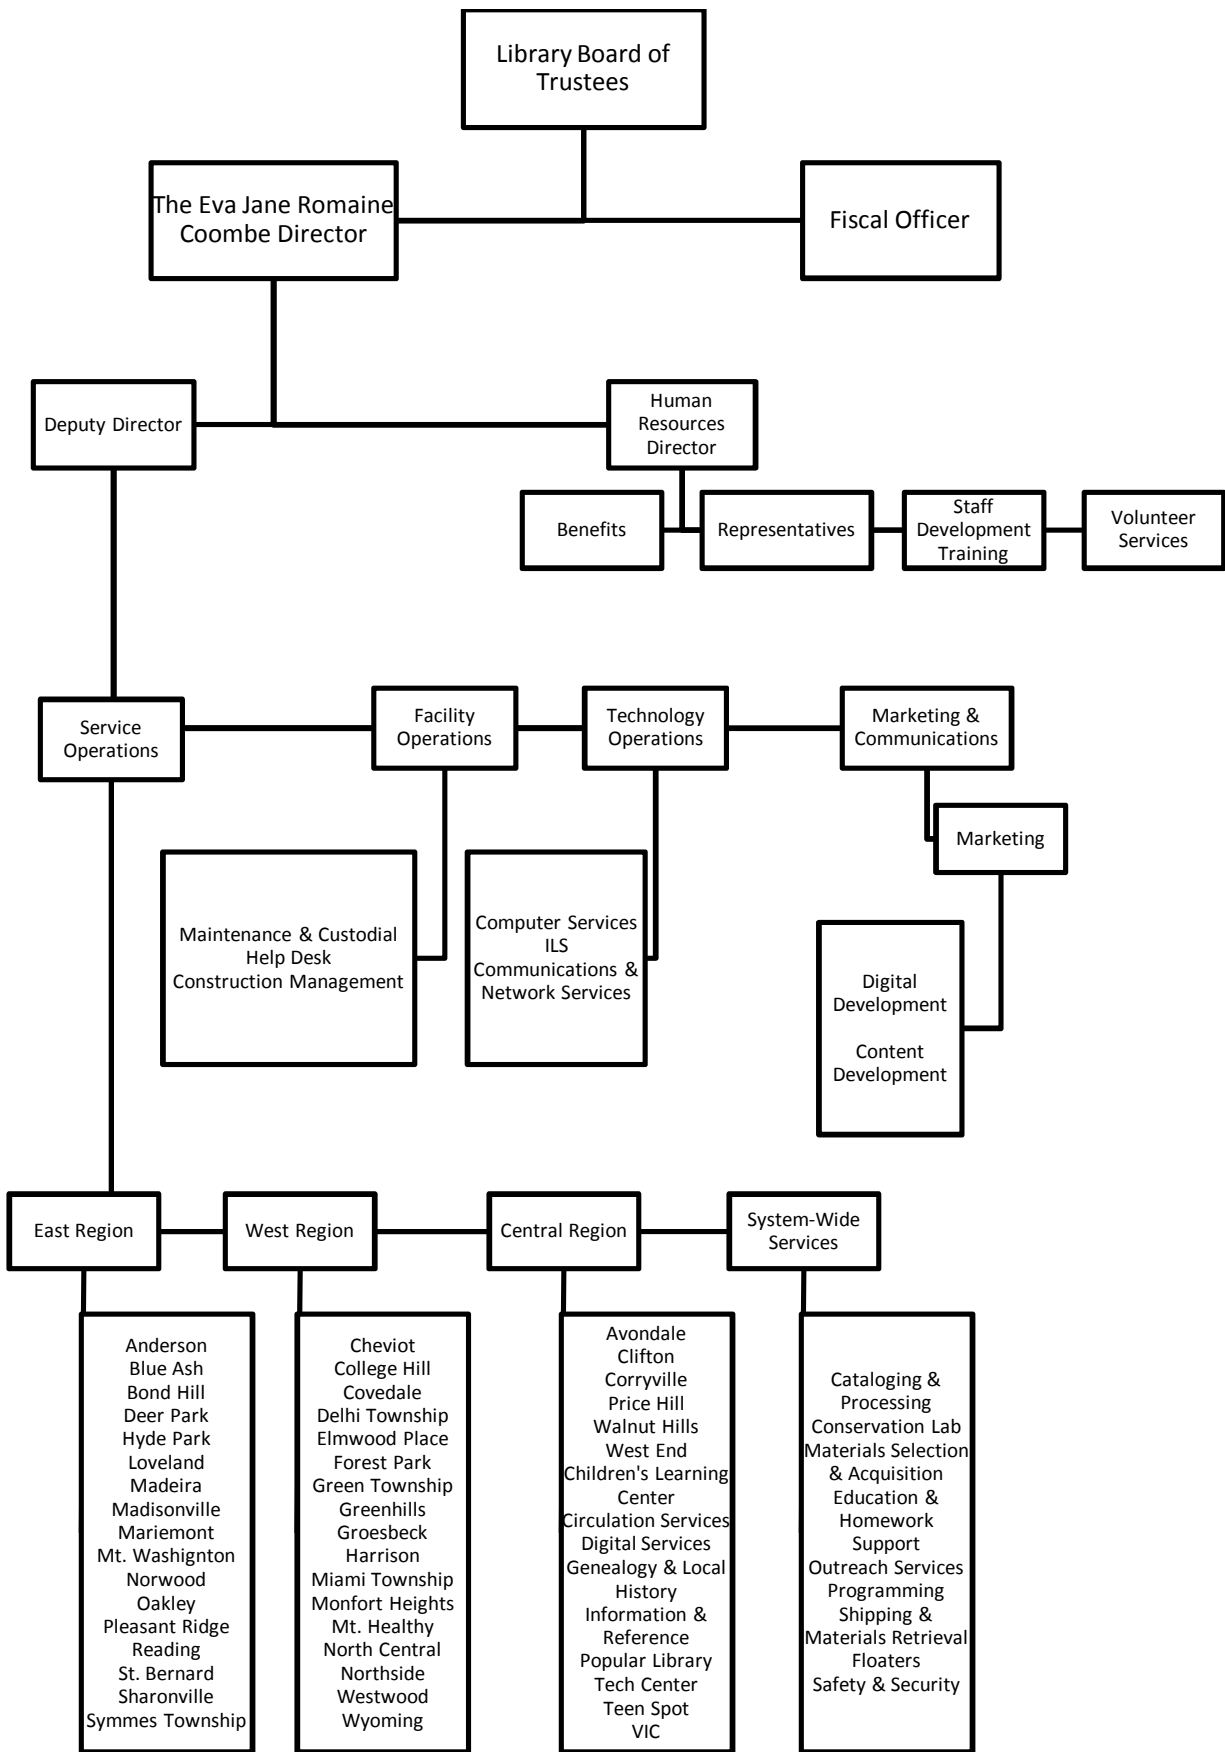 Library Board of
Trustees
The Eva Jane Romaine
Coombe Director
Fiscal Officer
Deputy Director
Human
Resources
Director
Benefits
Representatives
Staff
Development
Training
Volunteer
Services
Service
Operations
Facility
Operations
Technology
Operations
Marketing &
Communications
Marketing
Maintenance & Custodial
Help Desk
Construction Management
Computer Services
ILS
Communications &
Network Services
Digital
Development
Content
Development
East Region
West Region
Central Region
System-Wide
Services
Anderson
Blue Ash
Bond Hill
Deer Park
Hyde Park
Loveland
Madeira
Madisonville
Mariemont
Mt. Washignton
Norwood
Oakley
Pleasant Ridge
Reading
St. Bernard
Sharonville
Symmes Township
Cheviot
College Hill
Covedale
Delhi Township
Elmwood Place
Forest Park
Green Township
Greenhills
Groesbeck
Harrison
Miami Township
Monfort Heights
Mt. Healthy
North Central
Northside
Westwood
Wyoming
Avondale
Clifton
Corryville
Price Hill
Walnut Hills
West End
Children's Learning
Center
Circulation Services
Digital Services
Genealogy & Local
History
Information &
Reference
Popular Library
Tech Center
Teen Spot
VIC
Cataloging &
Processing
Conservation Lab
Materials Selection
& Acquisition
Education &
Homework
Support
Outreach Services
Programming
Shipping &
Materials Retrieval
Floaters
Safety & Security